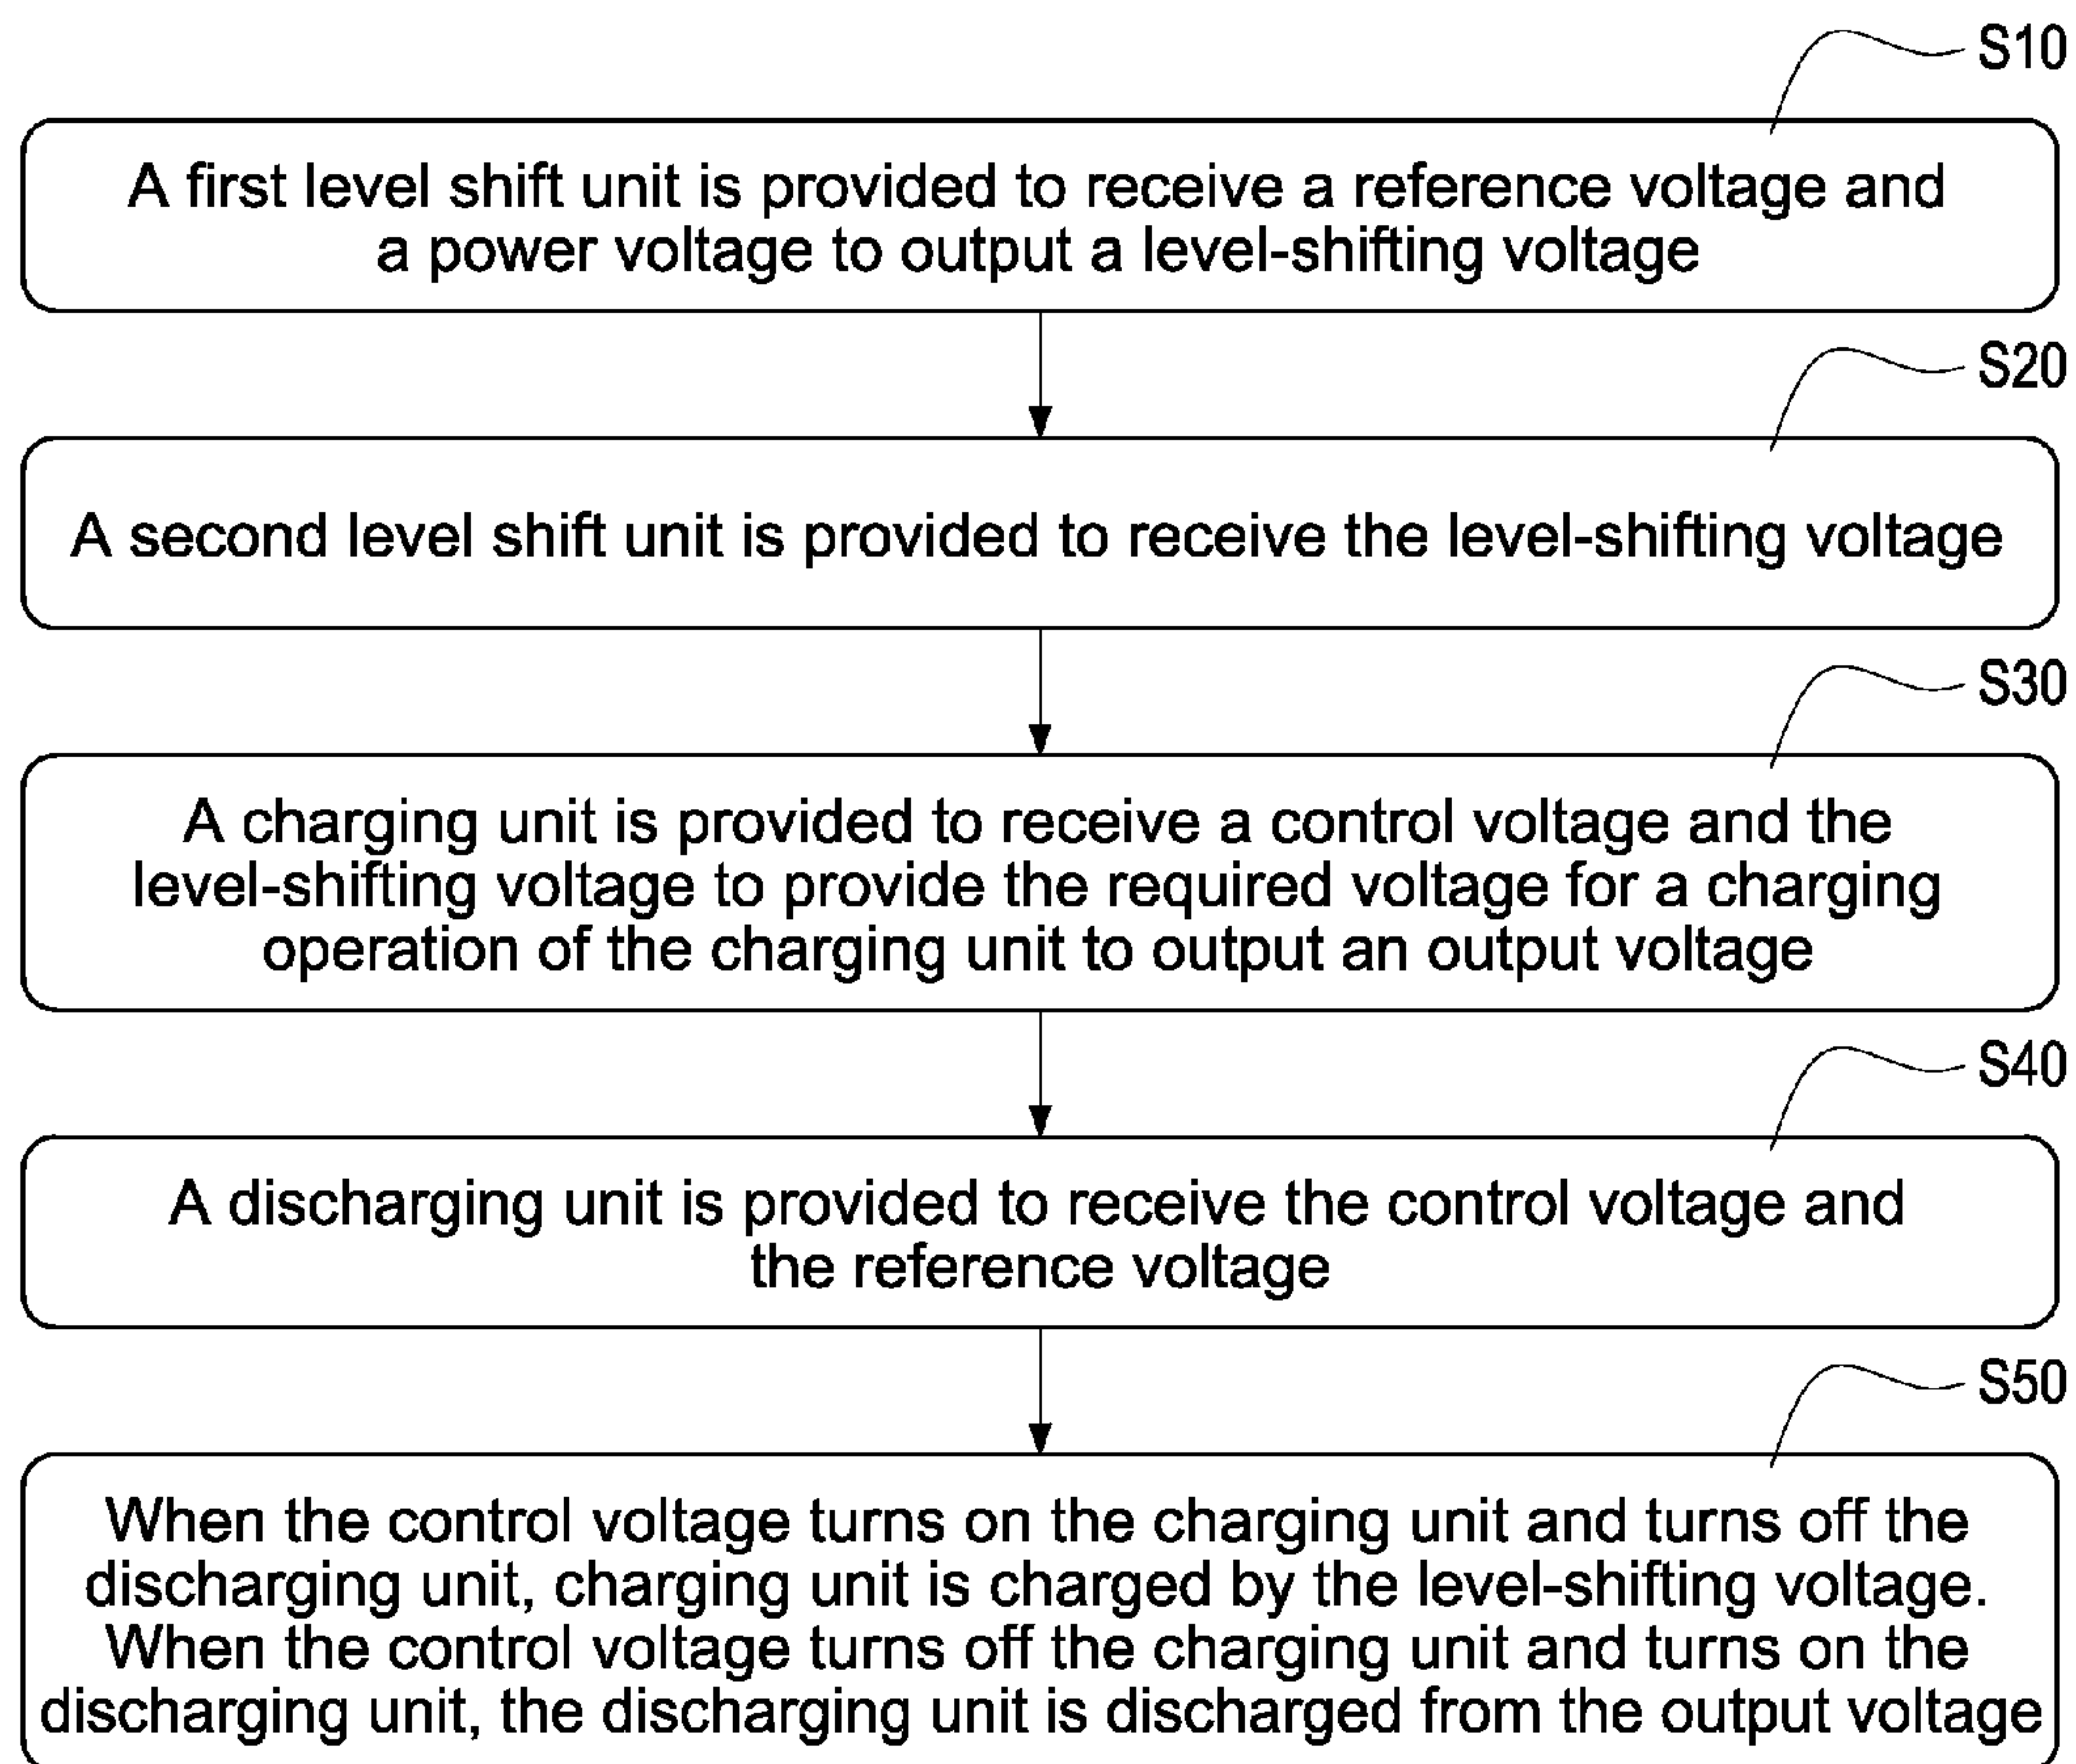 S10
A first level shift unit is provided to receive a reference voltage and
a power voltage to output a level-shifting voltage
S20
A second level shift unit is provided to receive the level-shifting voltage
S30
A charging unit is provided to receive a control voltage and the
level-shifting voltage to provide the required voltage for a charging
operation of the charging unit to output an output voltage
S40
A discharging unit is provided to receive the control voltage and
the reference voltage
S50
When the control voltage turns on the charging unit and turns off the
discharging unit, charging unit is charged by the level-shifting voltage.
When the control voltage turns off the charging unit and turns on the
discharging unit, the discharging unit is discharged from the output voltage